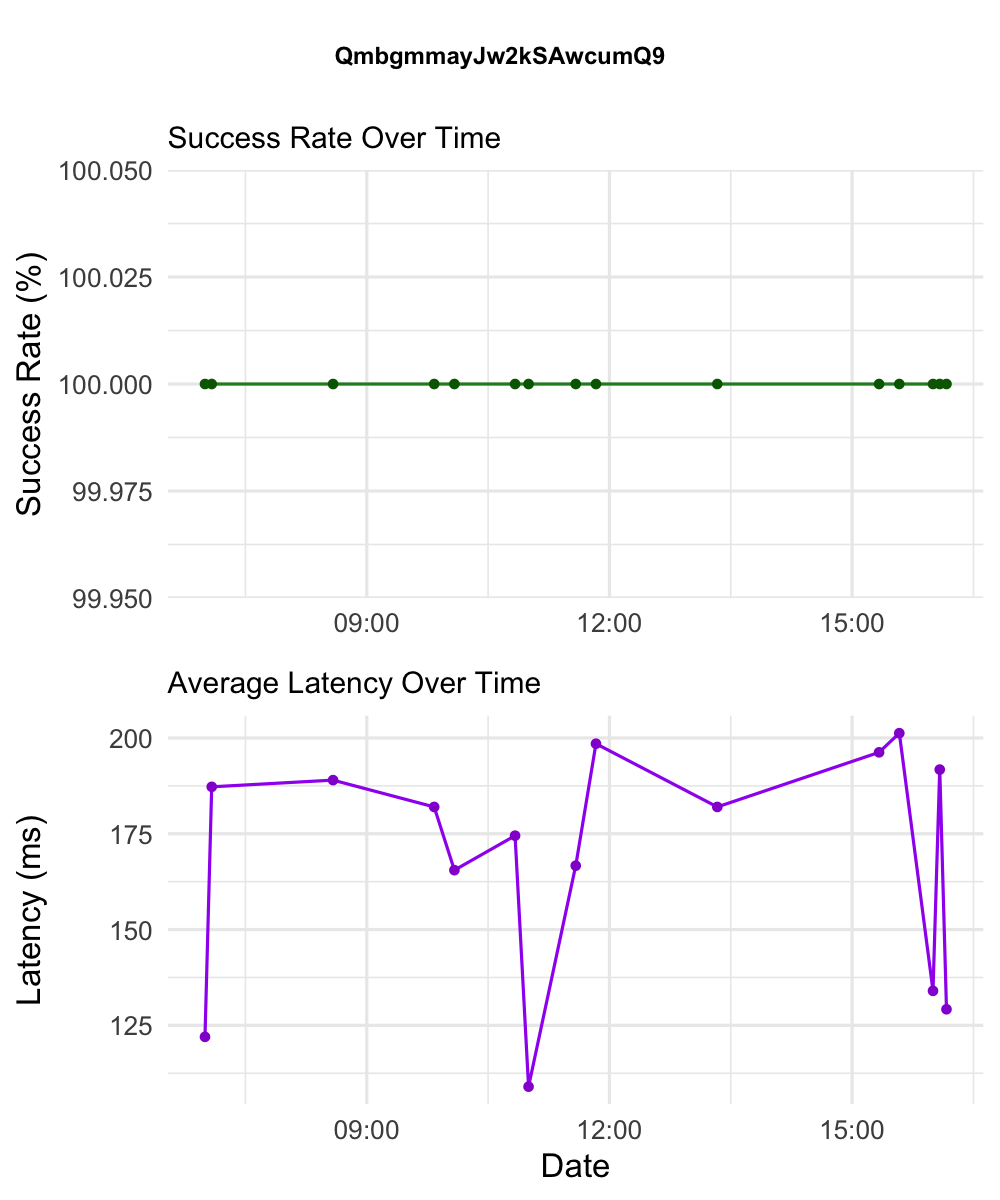 QmbgmmayJw2kSAwcumQ9
Success Rate Over Time
Success Rate (%)
100.050
100.025
100.000
99.975
99.950
09:00 12:00 15:00
Average Latency Over Time
Latency (ms)
200
175
150
125
09:00 12:00 15:00
Date